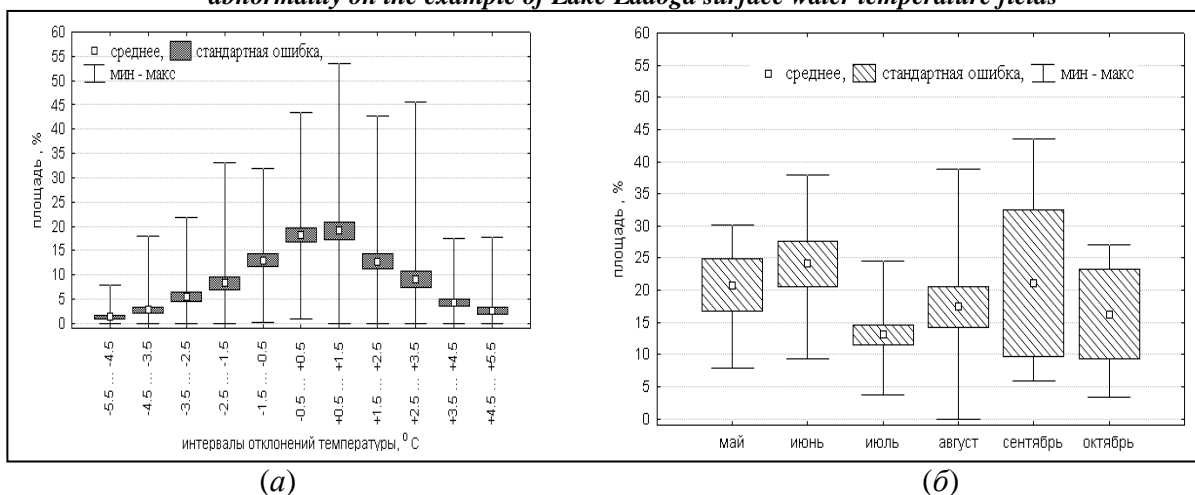 abnormality on the example of Lake Ladoga surface water temperature fields
60
55
50
45
40
35
30
25
20
15
10
5
0
площадь , %
среднее, стандартная ошибка,
мин - макс
-5.5 ... -4.5
-4.5 ... -3.5
-3.5 ... -2.5
-2.5 ... -1.5
-1.5 ... -0.5
-0.5 ... +0.5
+0.5 ... +1.5
+1.5 ... +2.5
+2.5 ... +3.5
+3.5 ... +4.5
+4.5 ... +5.5
интервалы отклонений температуры, ⁰ C
60
55
50
45
40
35
30
25
20
15
10
5
0
площадь , %
среднее, стандартная ошибка, мин - макс
май июнь июль август сентябрь октябрь
(а) (б)